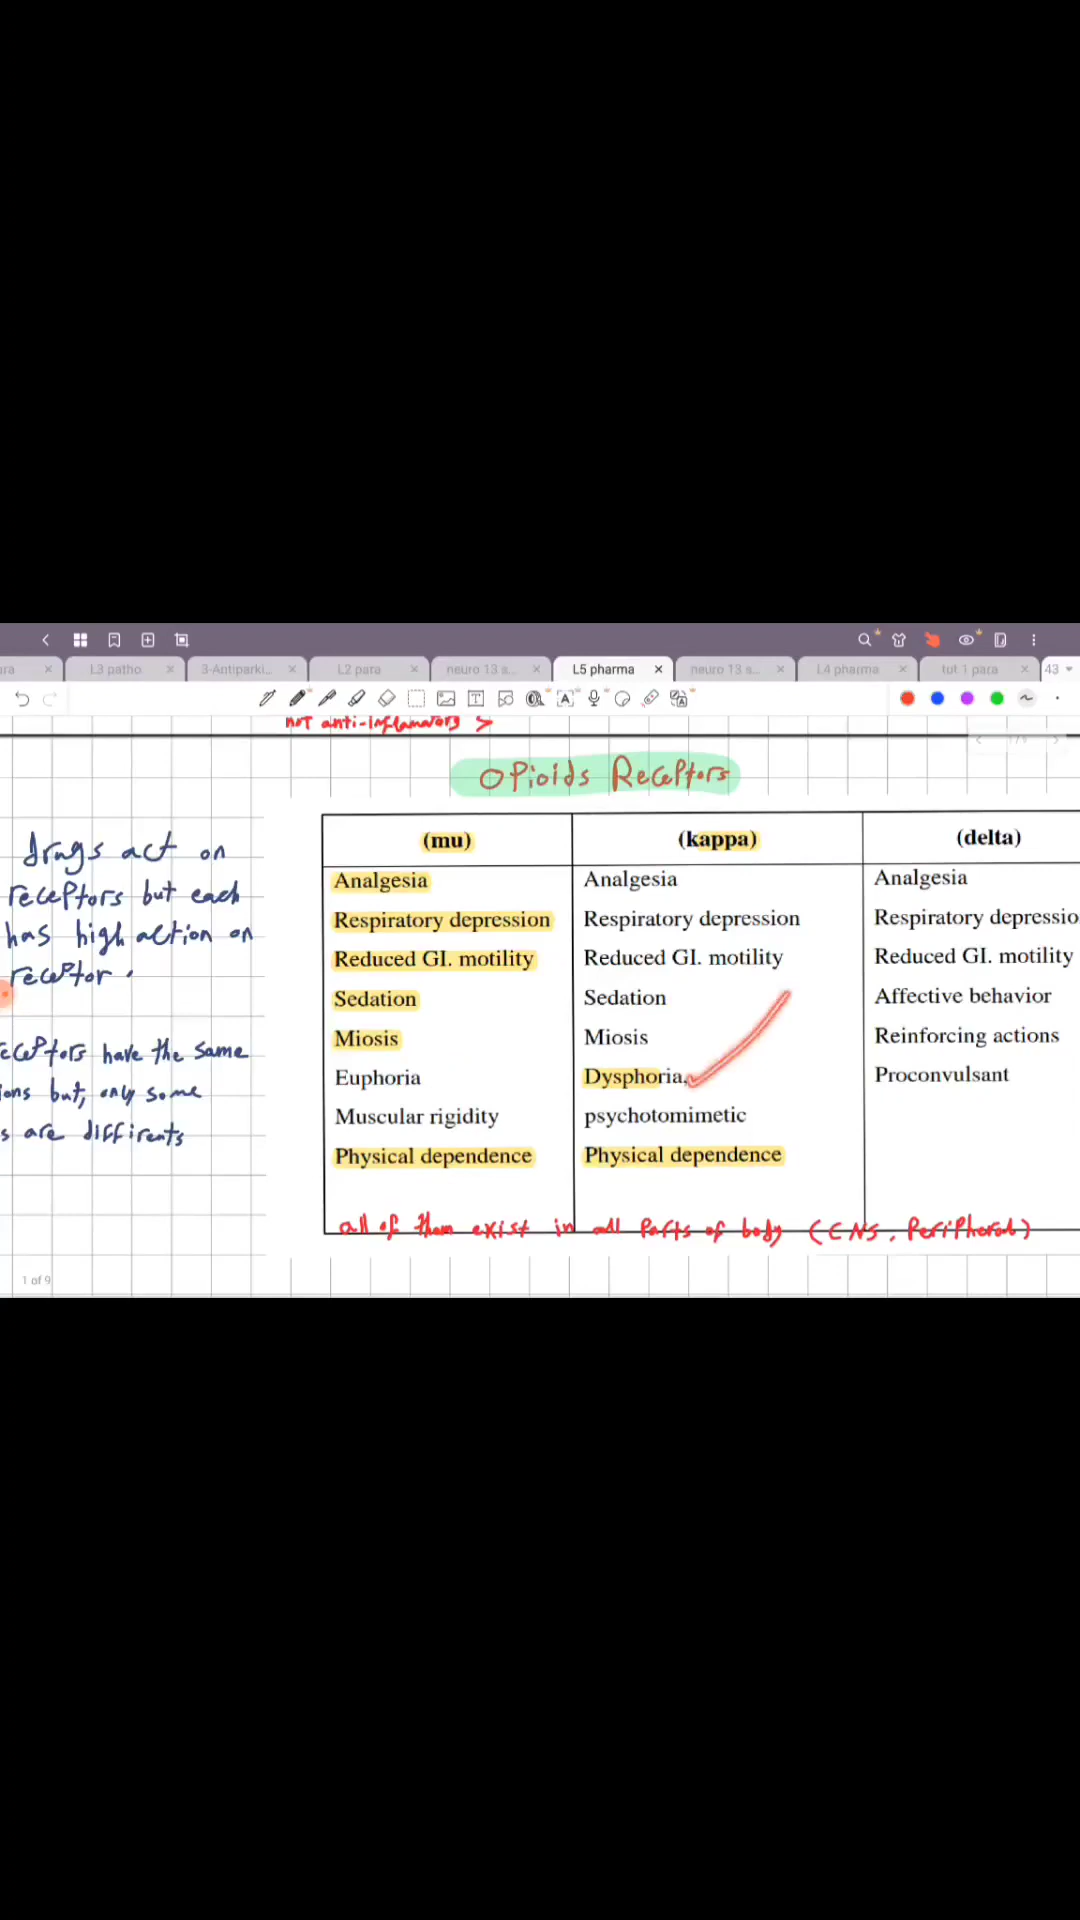 ara
L3 patho
3-Antiparki...
L2 para
neuro 13 s...
L5 pharma
neuro 13 s...
L4 pharma
tut 1 para
43
not anti-inflamatory >
Opioids Receptors
drugs act on
receptors but each
has high action on
receptor.
eceptors have the same
ions but, only some
s are diffirents
(mu)
Analgesia
Respiratory depression
Reduced GI. motility
Sedation
Miosis
Euphoria
Muscular rigidity
Physical dependence
(kappa)
Analgesia
Respiratory depression
Reduced GI. motility
Sedation
Miosis
Dysphoria,
psychotomimetic
Physical dependence
(delta)
Analgesia
Respiratory depressio
Reduced GI. motility
Affective behavior
Reinforcing actions
Proconvulsant
all of them exist in all parts of body (CNS, Peripheral)
1 of 9